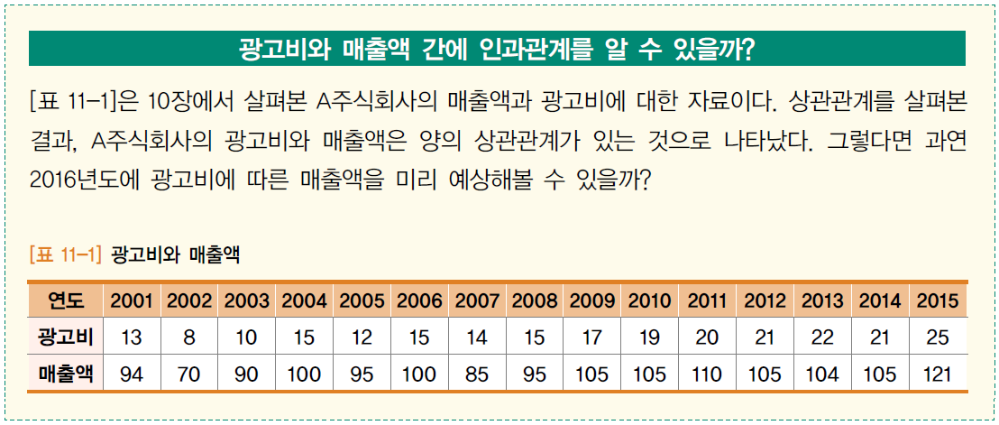 광고비와 매출액 간에 인과관계를 알 수 있을까?
[표 11-1]은 10장에서 살펴본 A주식회사의 매출액과 광고비에 대한 자료이다. 상관관계를 살펴본
결과, A주식회사의 광고비와 매출액은 양의 상관관계가 있는 것으로 나타났다. 그렇다면 과연
2016년도에 광고비에 따른 매출액을 미리 예상해볼 수 있을까?
[표 11-1] 광고비와 매출액
연도 2001 2002 2003 2004 2005 2006 2007 2008 2009 2010 2011 2012 2013 2014 2015
광고비 13 8 10 15 12 15 14 15 17 19 20 21 22 21 25
매출액 94 70 90 100 95 100 85 95 105 105 110 105 104 105 121